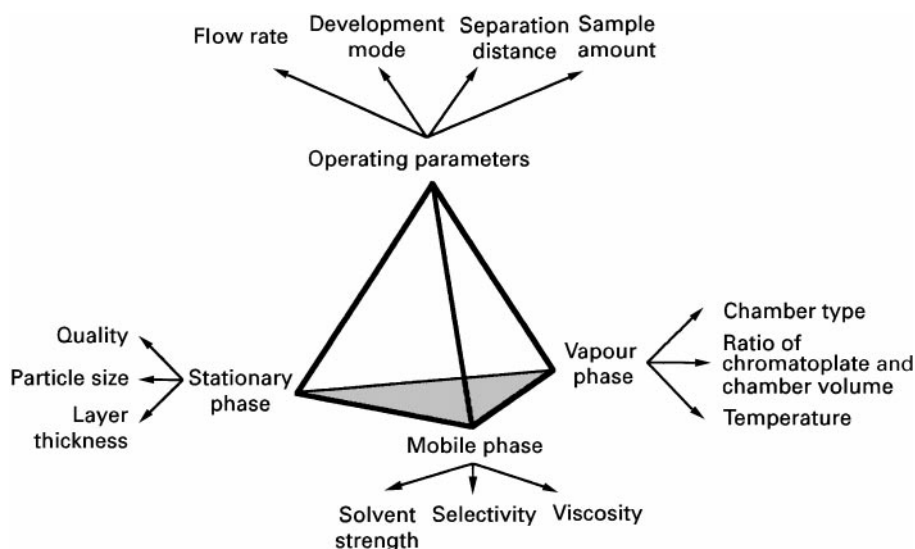 Flow rate
Development
mode
Separation
distance
Sample
amount
Operating parameters
Quality
Particle size
Layer
thickness
Stationary
phase
Vapour
phase
Chamber type
Ratio of
chromatoplate and
chamber volume
Temperature
Mobile phase
Solvent
strength
Selectivity
Viscosity